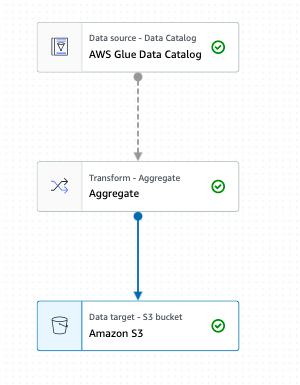 Data source - Data Catalog
AWS Glue Data Catalog
Transform - Aggregate
Aggregate
Data target - S3 bucket
Amazon S3